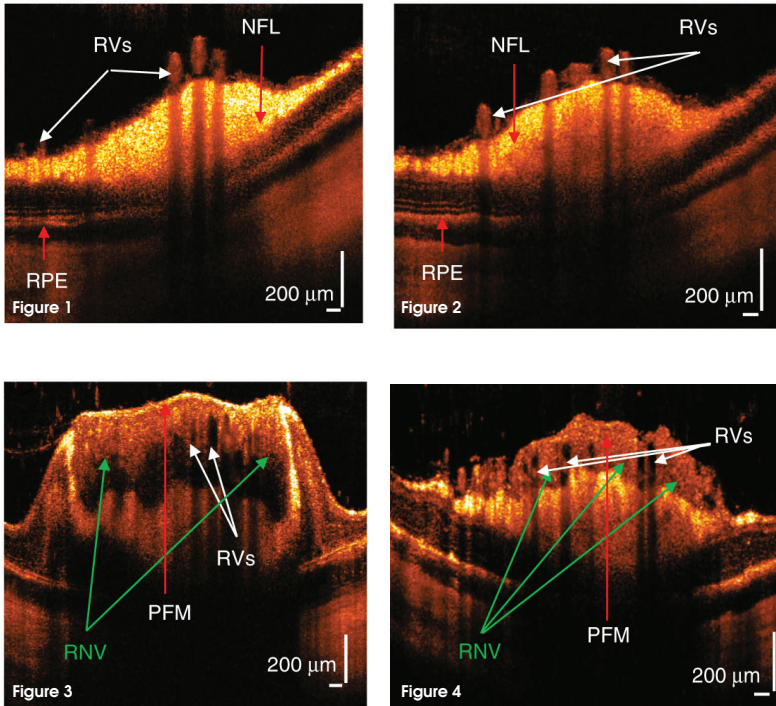 RVs
NFL
RPE
200 μm
Figure 1
NFL
RVs
RPE
200 μm
Figure 2
RVs
PFM
RNV
200 μm
Figure 3
RVs
PFM
RNV
200 μm
Figure 4